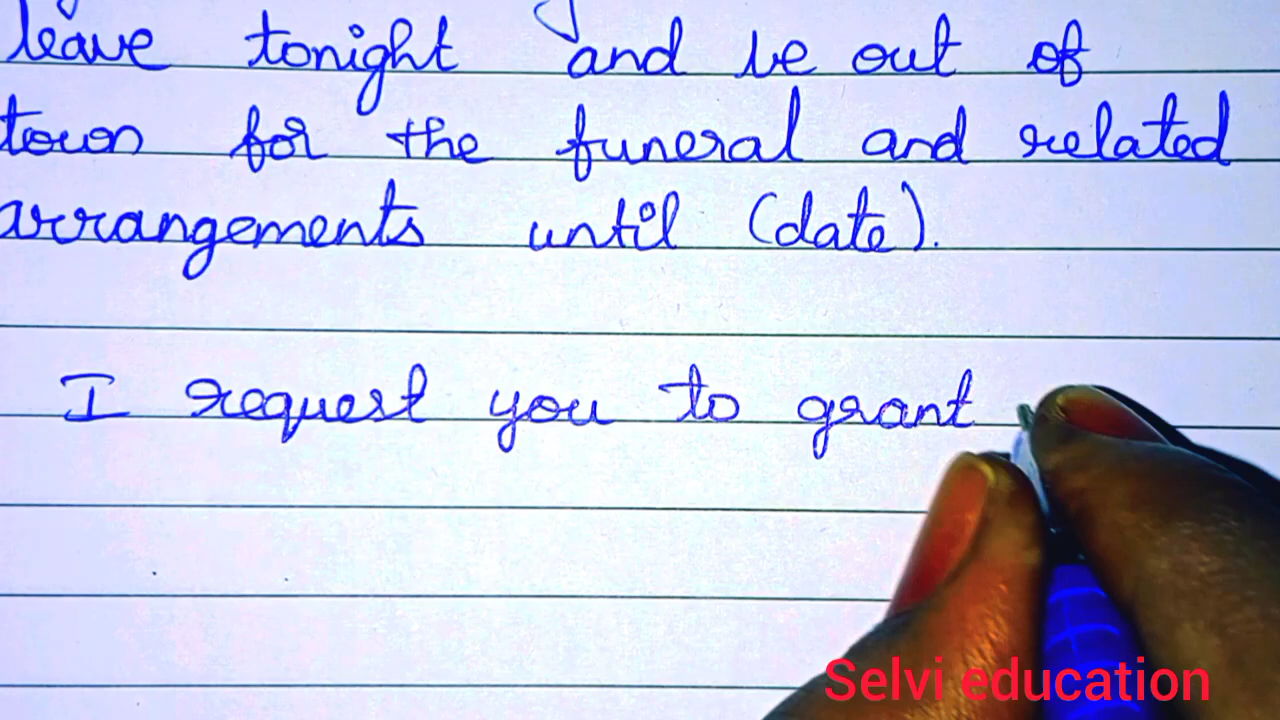 leave tonight and be out of
town for the funeral and related
arrangements until (date).
I request you to grant
Selvi education